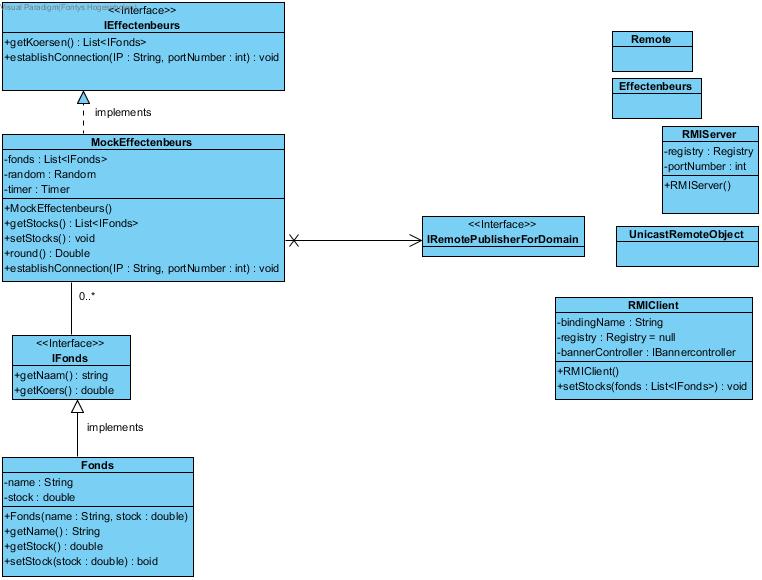 Visual Paradigm(Fontys Hogeschool
<<Interface>>
IEffectenbeurs
+getKoersen() : List<IFonds>
+establishConnection(IP : String, portNumber : int) : void
implements
MockEffectenbeurs
-fonds : List<IFonds>
-random : Random
-timer : Timer
+MockEffectenbeurs()
+getStocks() : List<IFonds>
+setStocks() : void
+round() : Double
+establishConnection(IP : String, portNumber : int) : void
0..*
<<Interface>>
IFonds
+getNaam() : string
+getKoers() : double
implements
Fonds
-name : String
-stock : double
+Fonds(name : String, stock : double)
+getName() : String
+getStock() : double
+setStock(stock : double) : boid
<<Interface>>
IRemotePublisherForDomain
Remote
Effectenbeurs
RMIServer
-registry : Registry
-portNumber : int
+RMIServer()
UnicastRemoteObject
RMIClient
-bindingName : String
-registry : Registry = null
-bannerController : IBannercontroller
+RMIClient()
+setStocks(fonds : List<IFonds>) : void